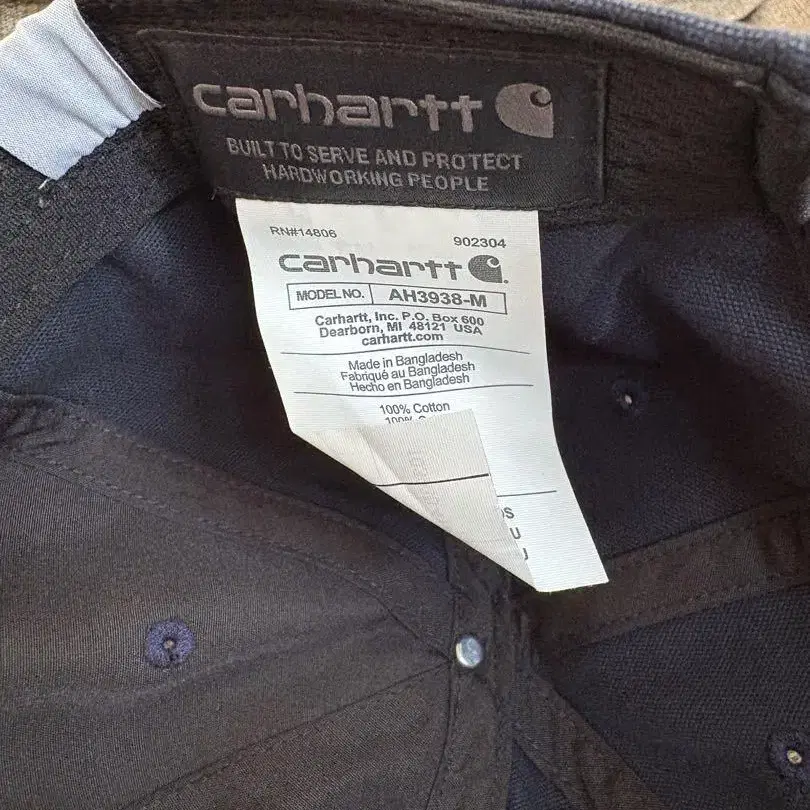 carhartt
BUILT TO SERVE AND PROTECT
HARDWORKING PEOPLE
RN#14806
902304
carhartt
MODEL NO. AH3938-M
Carhartt, Inc. P.O. Box 600
Dearborn, MI 48121 USA
carhartt.com
Made in Bangladesh
Fabriqué au Bangladesh
Hecho en Bangladesh
100% Cotton
100%